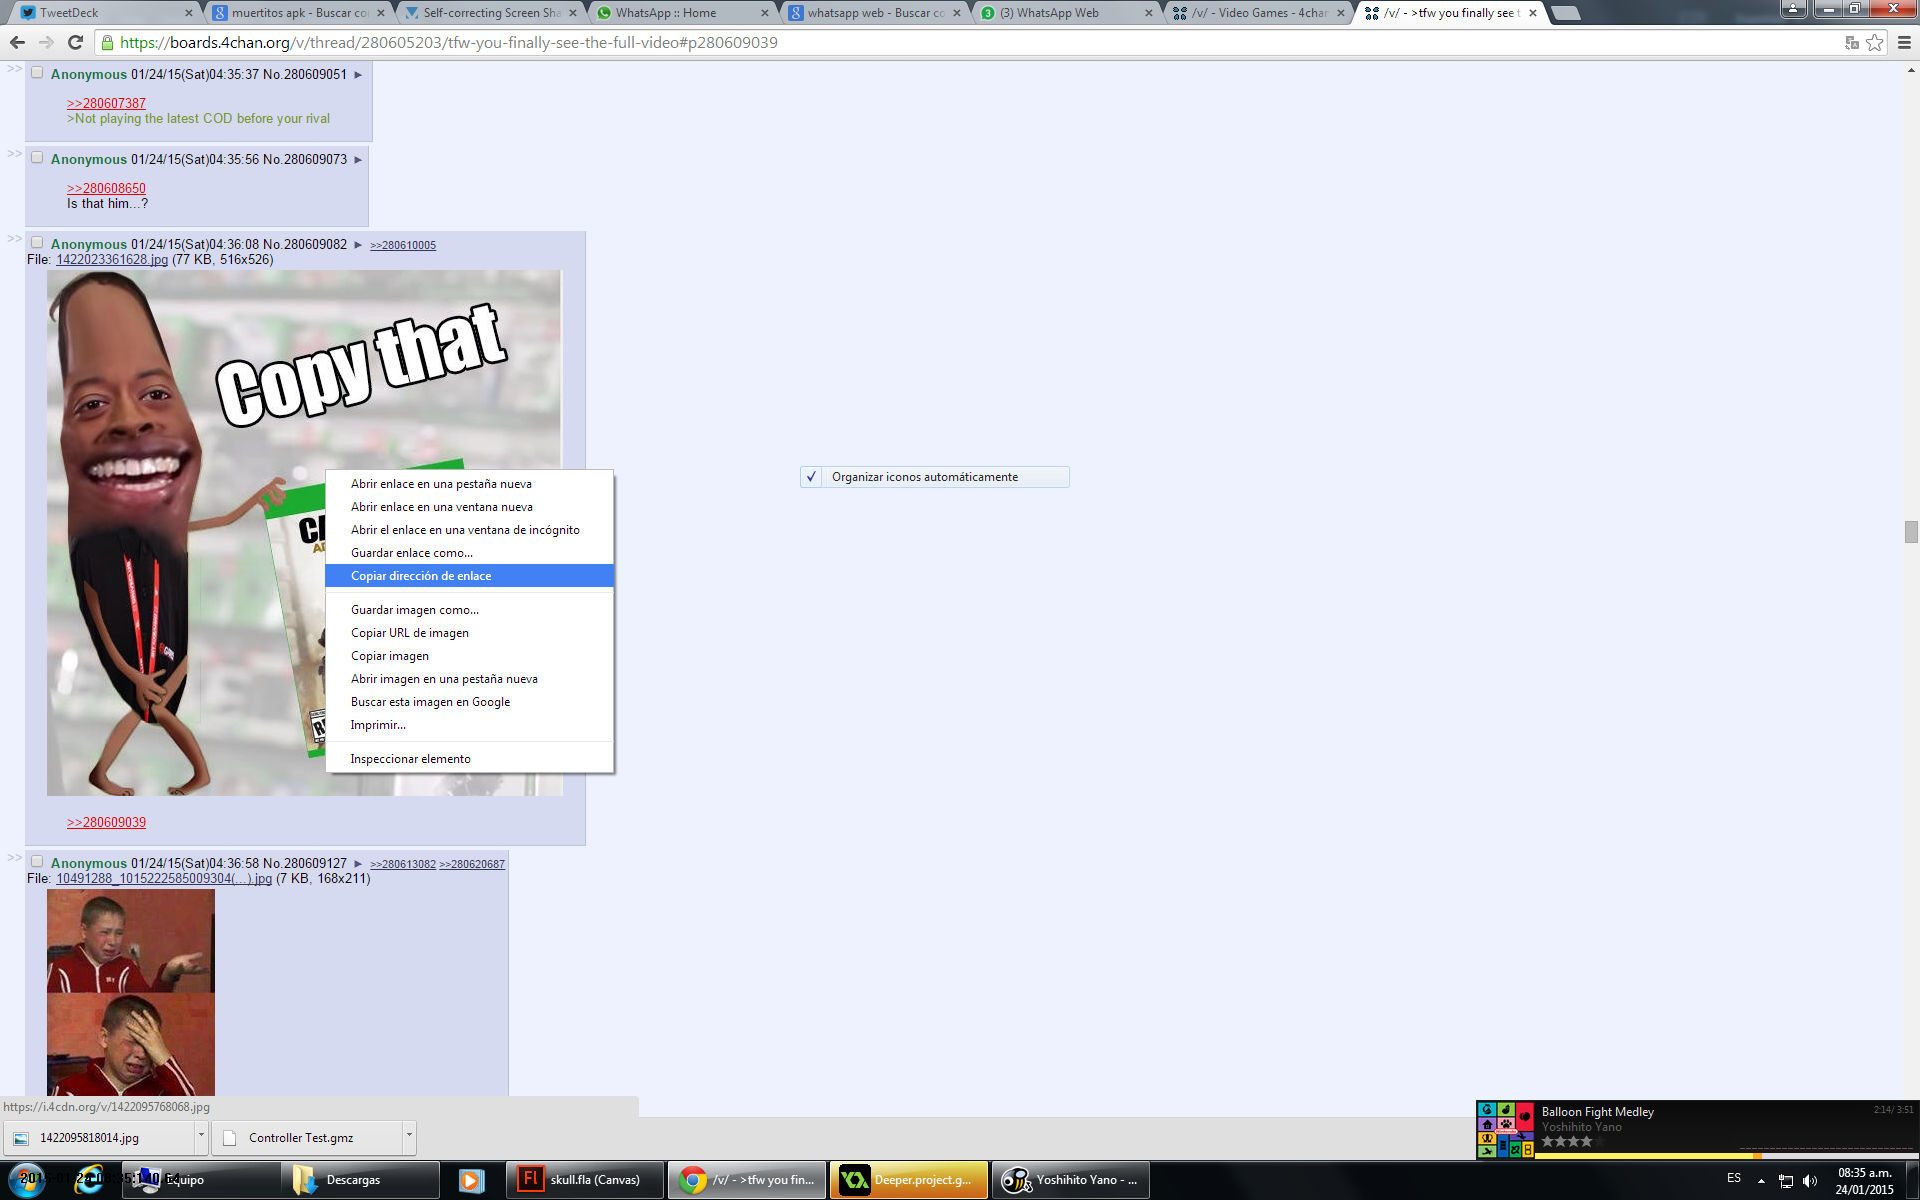 TweetDeck
muertitos apk - Buscar co
Self-correcting Screen Sha
WhatsApp :: Home
whatsapp web - Buscar co
(3) WhatsApp Web
/v/ - Video Games - 4chan
/v/ - >tfw you finally see t
https://boards.4chan.org/v/thread/280605203/tfw-you-finally-see-the-full-video#p280609039
>> Anonymous 01/24/15(Sat)04:35:37 No.280609051 ▶
>>280607387
>Not playing the latest COD before your rival
>> Anonymous 01/24/15(Sat)04:35:56 No.280609073 ▶
>>280608650
Is that him...?
>> Anonymous 01/24/15(Sat)04:36:08 No.280609082 ▶ >>280610005
File: 1422023361628.jpg (77 KB, 516x526)
Copy that
Abrir enlace en una pestaña nueva
Abrir enlace en una ventana nueva
Abrir el enlace en una ventana de incógnito
Guardar enlace como...
Copiar dirección de enlace
Guardar imagen como...
Copiar URL de imagen
Copiar imagen
Abrir imagen en una pestaña nueva
Buscar esta imagen en Google
Imprimir...
Inspeccionar elemento
✓ Organizar iconos automáticamente
>>280609039
>> Anonymous 01/24/15(Sat)04:36:58 No.280609127 ▶ >>280613082 >>280620687
File: 10491288_1015222585009304(...).jpg (7 KB, 168x211)
https://i.4cdn.org/v/1422095768068.jpg
1422095818014.jpg
Controller Test.gmz
Balloon Fight Medley
2:14/ 3:51
Yoshihito Yano
Equipo
Descargas
skull.fla (Canvas)
/v/ - >tfw you fin...
Deeper.project.g...
Yoshihito Yano - ...
ES
08:35 a.m.
24/01/2015